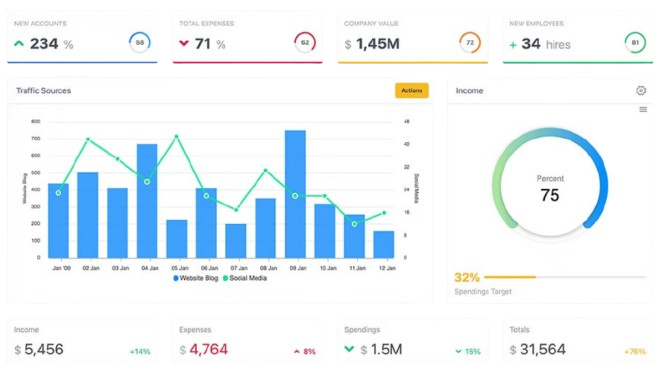 NEW ACCOUNTS
234 %
58
TOTAL EXPENSES
71 %
62
COMPANY VALUE
$ 1,45M
72
NEW EMPLOYEES
+ 34 hires
81
Traffic Sources
Actions
Income
800
700
600
500
400
300
200
100
0
Website Blog
48
40
32
24
16
8
0
Social Media
Jan '00 02 Jan 03 Jan 04 Jan 05 Jan 06 Jan 07 Jan 08 Jan 09 Jan 10 Jan 11 Jan 12 Jan
Website Blog Social Media
Percent
75
32%
Spendings Target
Income
$ 5,456
+14%
Expenses
$ 4,764
8%
Spendings
$ 1.5M
15%
Totals
$ 31,564
+76%